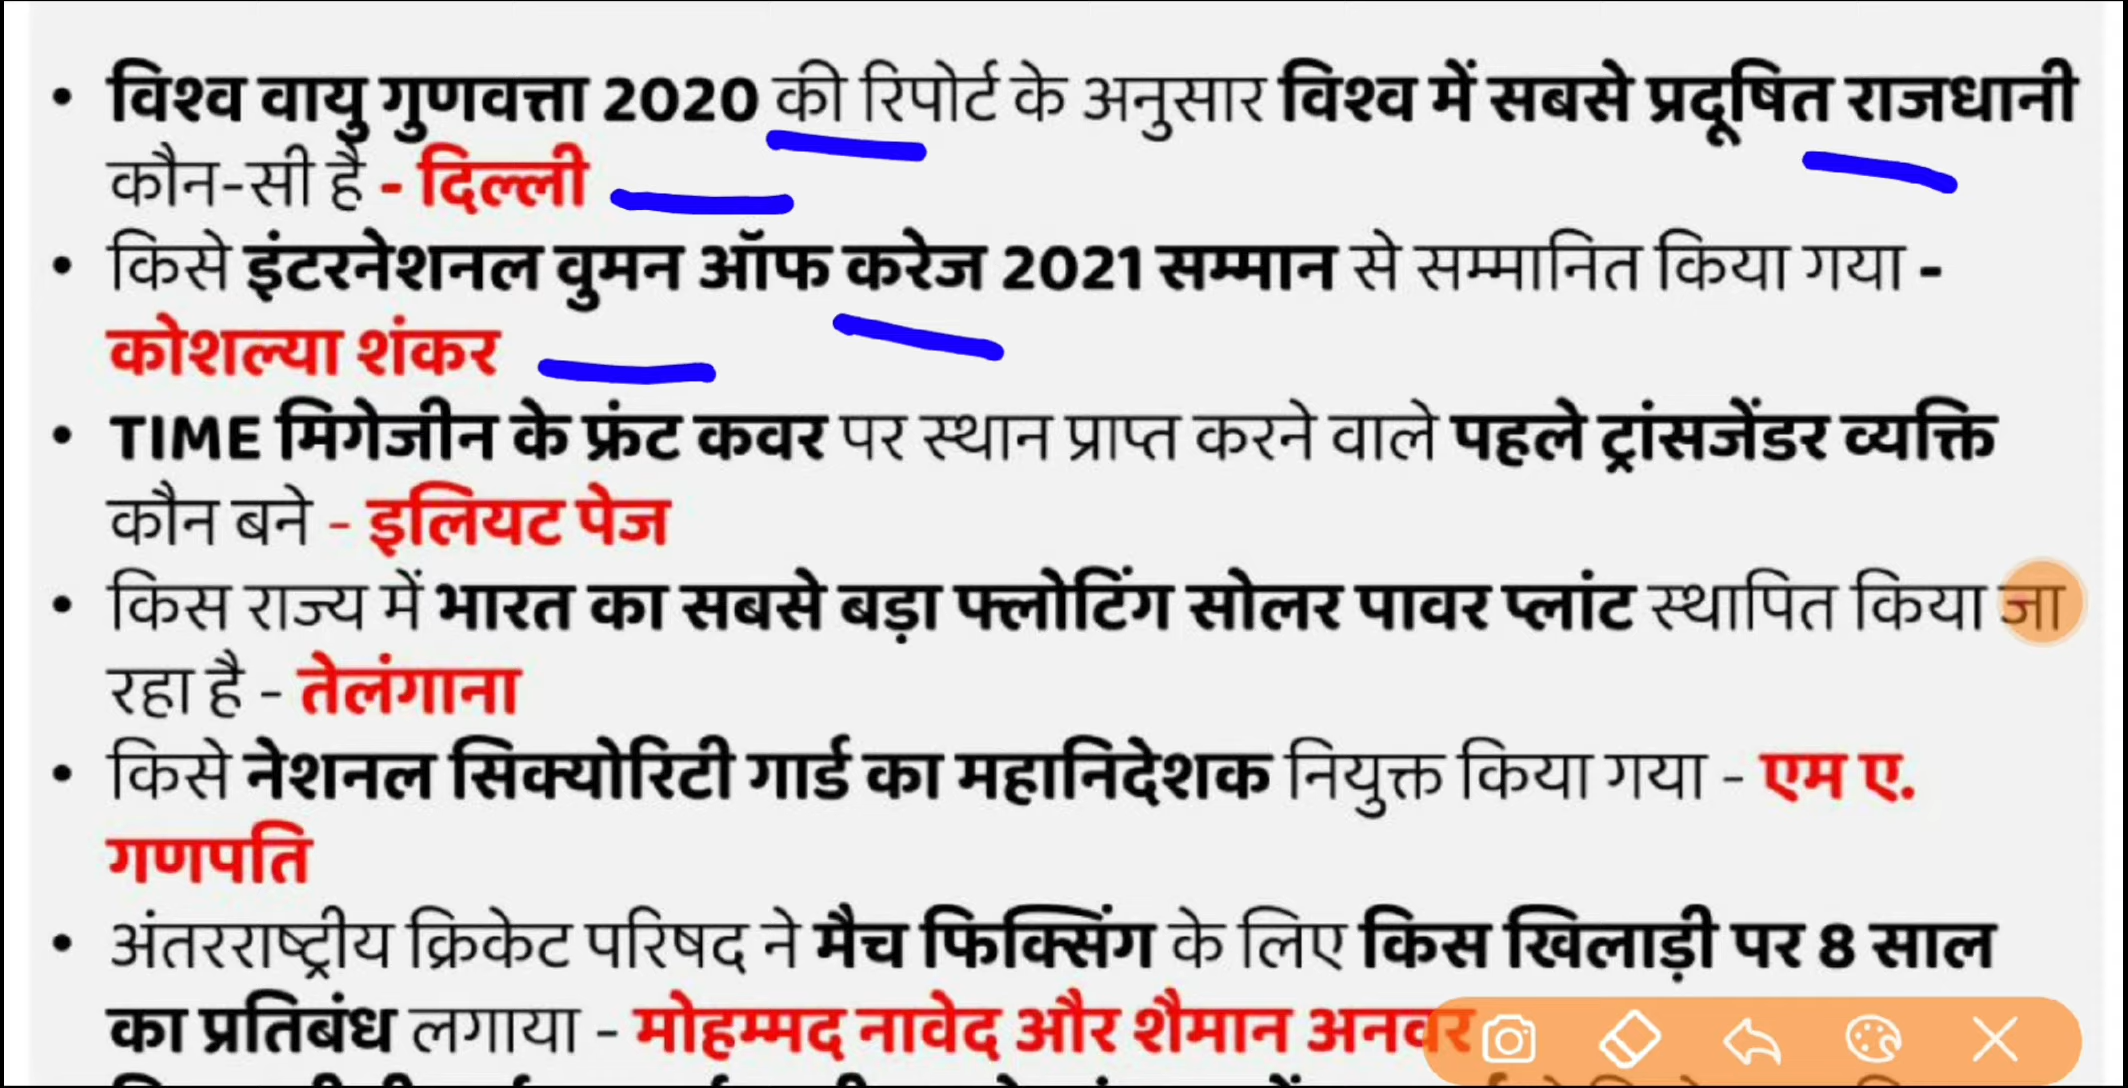 • विश्व वायु गुणवत्ता 2020 की रिपोर्ट के अनुसार विश्व में सबसे प्रदूषित राजधानी
कौन-सी है - दिल्ली
• किसे इंटरनेशनल वुमन ऑफ करेज 2021 सम्मान से सम्मानित किया गया -
कोशल्या शंकर
• TIME मिगेजीन के फ्रंट कवर पर स्थान प्राप्त करने वाले पहले ट्रांसजेंडर व्यक्ति
कौन बने - इलियट पेज
• किस राज्य में भारत का सबसे बड़ा फ्लोटिंग सोलर पावर प्लांट स्थापित किया जा
रहा है - तेलंगाना
• किसे नेशनल सिक्योरिटी गार्ड का महानिदेशक नियुक्त किया गया - एम ए.
गणपति
• अंतरराष्ट्रीय क्रिकेट परिषद ने मैच फिक्सिंग के लिए किस खिलाड़ी पर 8 साल
का प्रतिबंध लगाया - मोहम्मद नावेद और शैमान अनवर